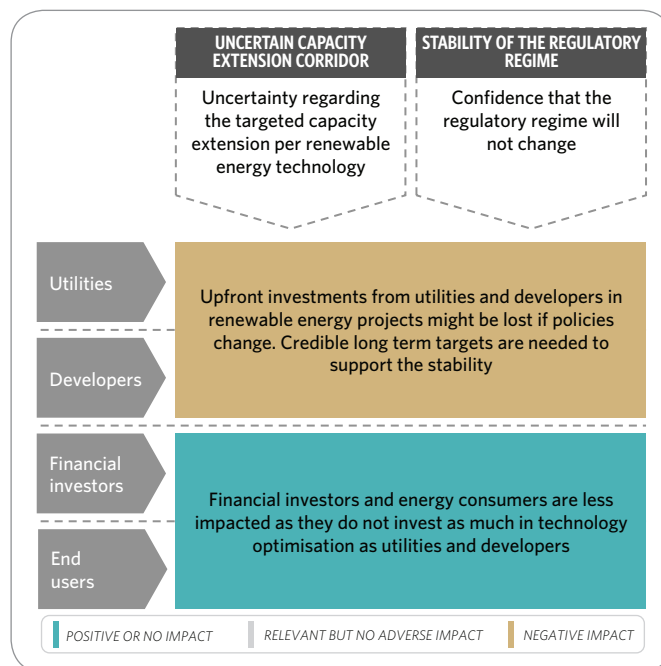 UNCERTAIN CAPACITY
EXTENSION CORRIDOR
STABILITY OF THE REGULATORY
REGIME
Uncertainty regarding
the targeted capacity
extension per renewable
energy technology
Confidence that the
regulatory regime will
not change
Utilities
Developers
Upfront investments from utilities and developers in
renewable energy projects might be lost if policies
change. Credible long term targets are needed to
support the stability
Financial
investors
End
users
Financial investors and energy consumers are less
impacted as they do not invest as much in technology
optimisation as utilities and developers
POSITIVE OR NO IMPACT
RELEVANT BUT NO ADVERSE IMPACT
NEGATIVE IMPACT